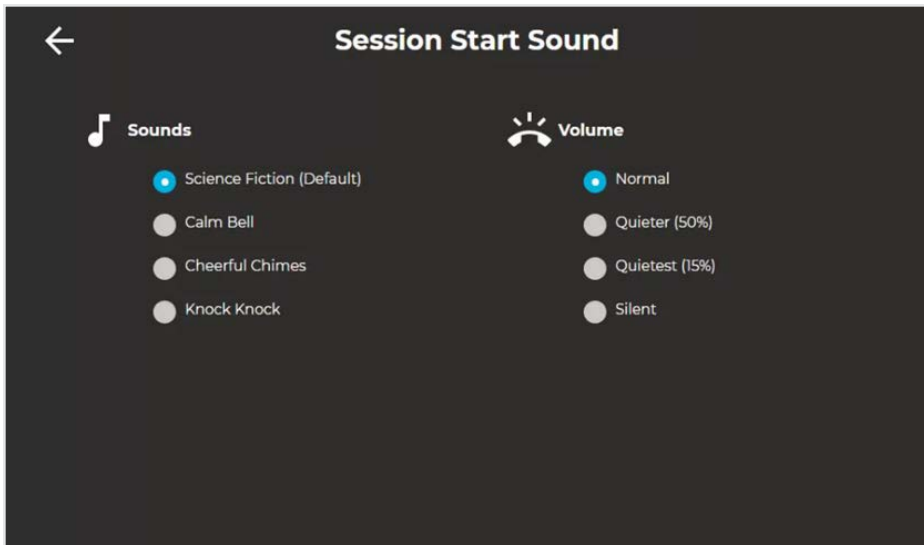 Session Start Sound
Sounds
Science Fiction (Default)
Calm Bell
Cheerful Chimes
Knock Knock
Volume
Normal
Quieter (50%)
Quietest (15%)
Silent